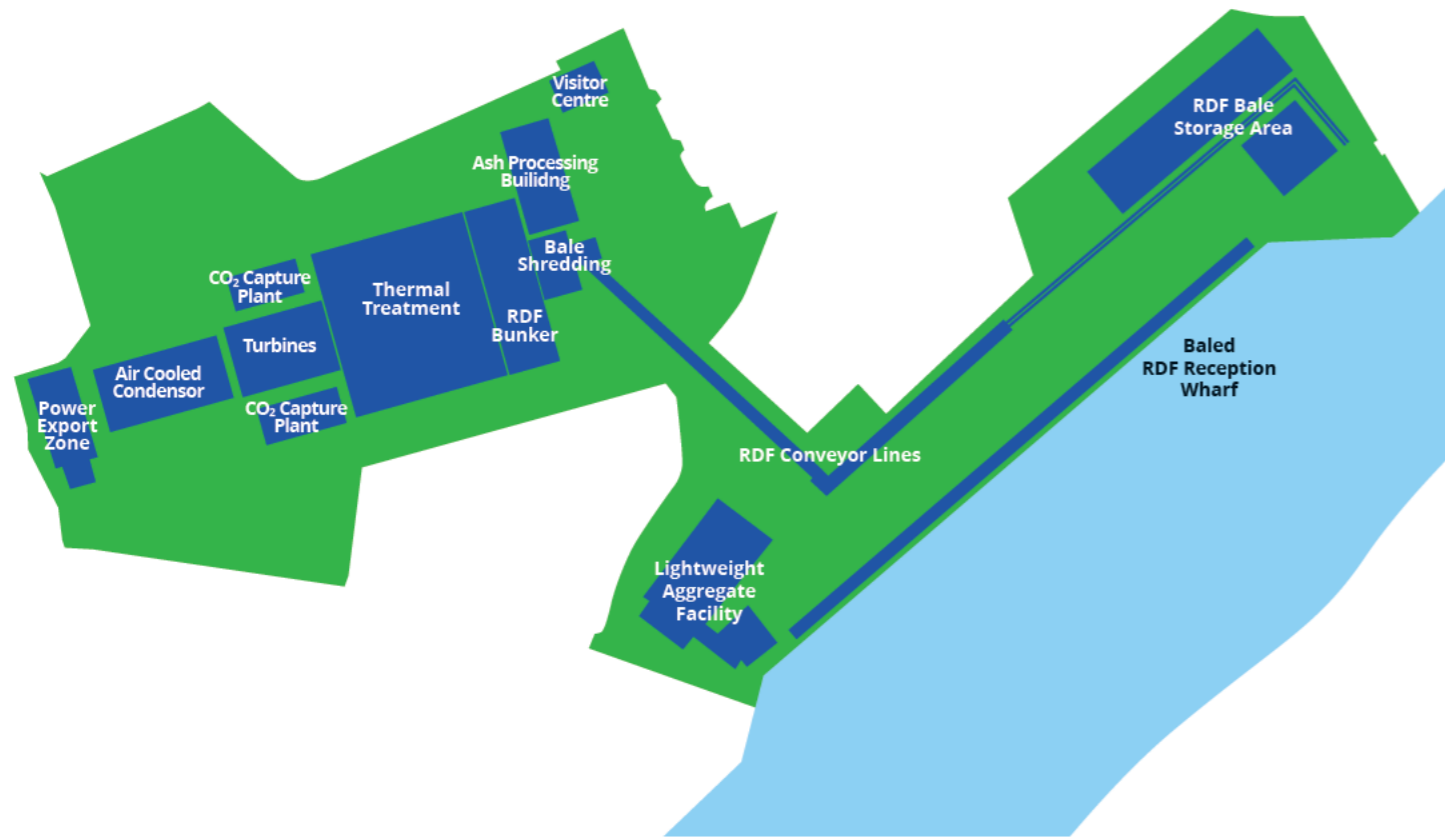 Visitor
Centre
RDF Bale
Storage Area
Ash Processing
Builidng
Bale
Shredding
CO₂ Capture
Plant
Thermal
Treatment
RDF
Bunker
Turbines
Air Cooled
Condensor
CO₂ Capture
Plant
Power
Export
Zone
Baled
RDF Reception
Wharf
RDF Conveyor Lines
Lightweight
Aggregate
Facility